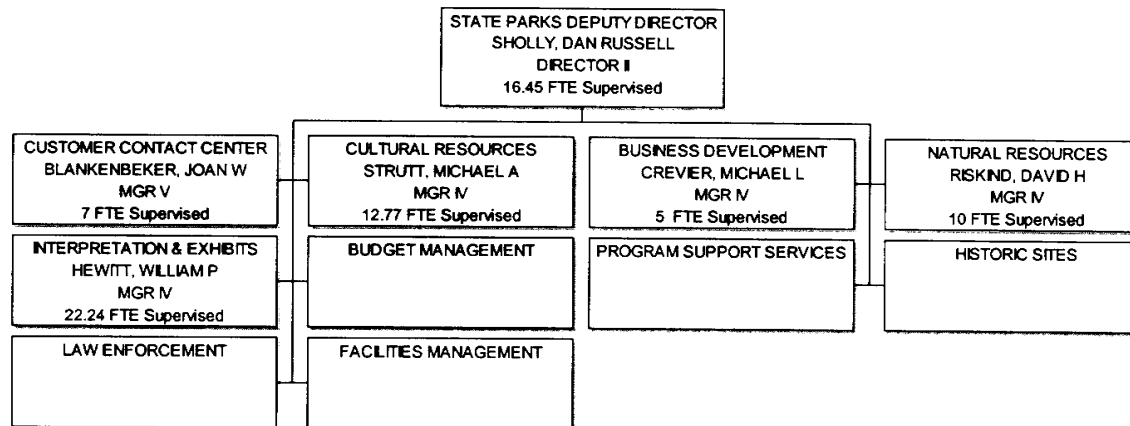 STATE PARKS DEPUTY DIRECTOR
SHOLLY, DAN RUSSELL
DIRECTOR II
16.45 FTE Supervised
CUSTOMER CONTACT CENTER
BLANKENBEKER, JOAN W
MGR V
7 FTE Supervised
CULTURAL RESOURCES
STRUTT, MICHAEL A
MGR IV
12.77 FTE Supervised
BUSINESS DEVELOPMENT
CREVIER, MICHAEL L
MGR IV
5 FTE Supervised
NATURAL RESOURCES
RISKIND, DAVID H
MGR IV
10 FTE Supervised
INTERPRETATION & EXHIBITS
HEWITT, WILLIAM P
MGR IV
22.24 FTE Supervised
BUDGET MANAGEMENT
PROGRAM SUPPORT SERVICES
HISTORIC SITES
LAW ENFORCEMENT
FACILITIES MANAGEMENT